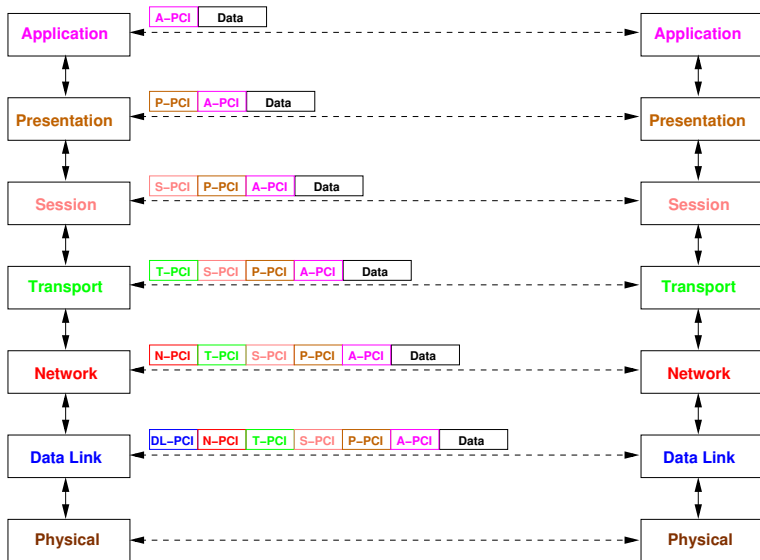 A−PCI Data
Application Application
P−PCI A−PCI Data
Presentation Presentation
S−PCI P−PCI A−PCI Data
Session Session
T−PCI S−PCI P−PCI A−PCI Data
Transport Transport
N−PCI T−PCI S−PCI P−PCI A−PCI Data
Network Network
DL−PCI N−PCI T−PCI S−PCI P−PCI A−PCI Data
Data Link Data Link
Physical Physical